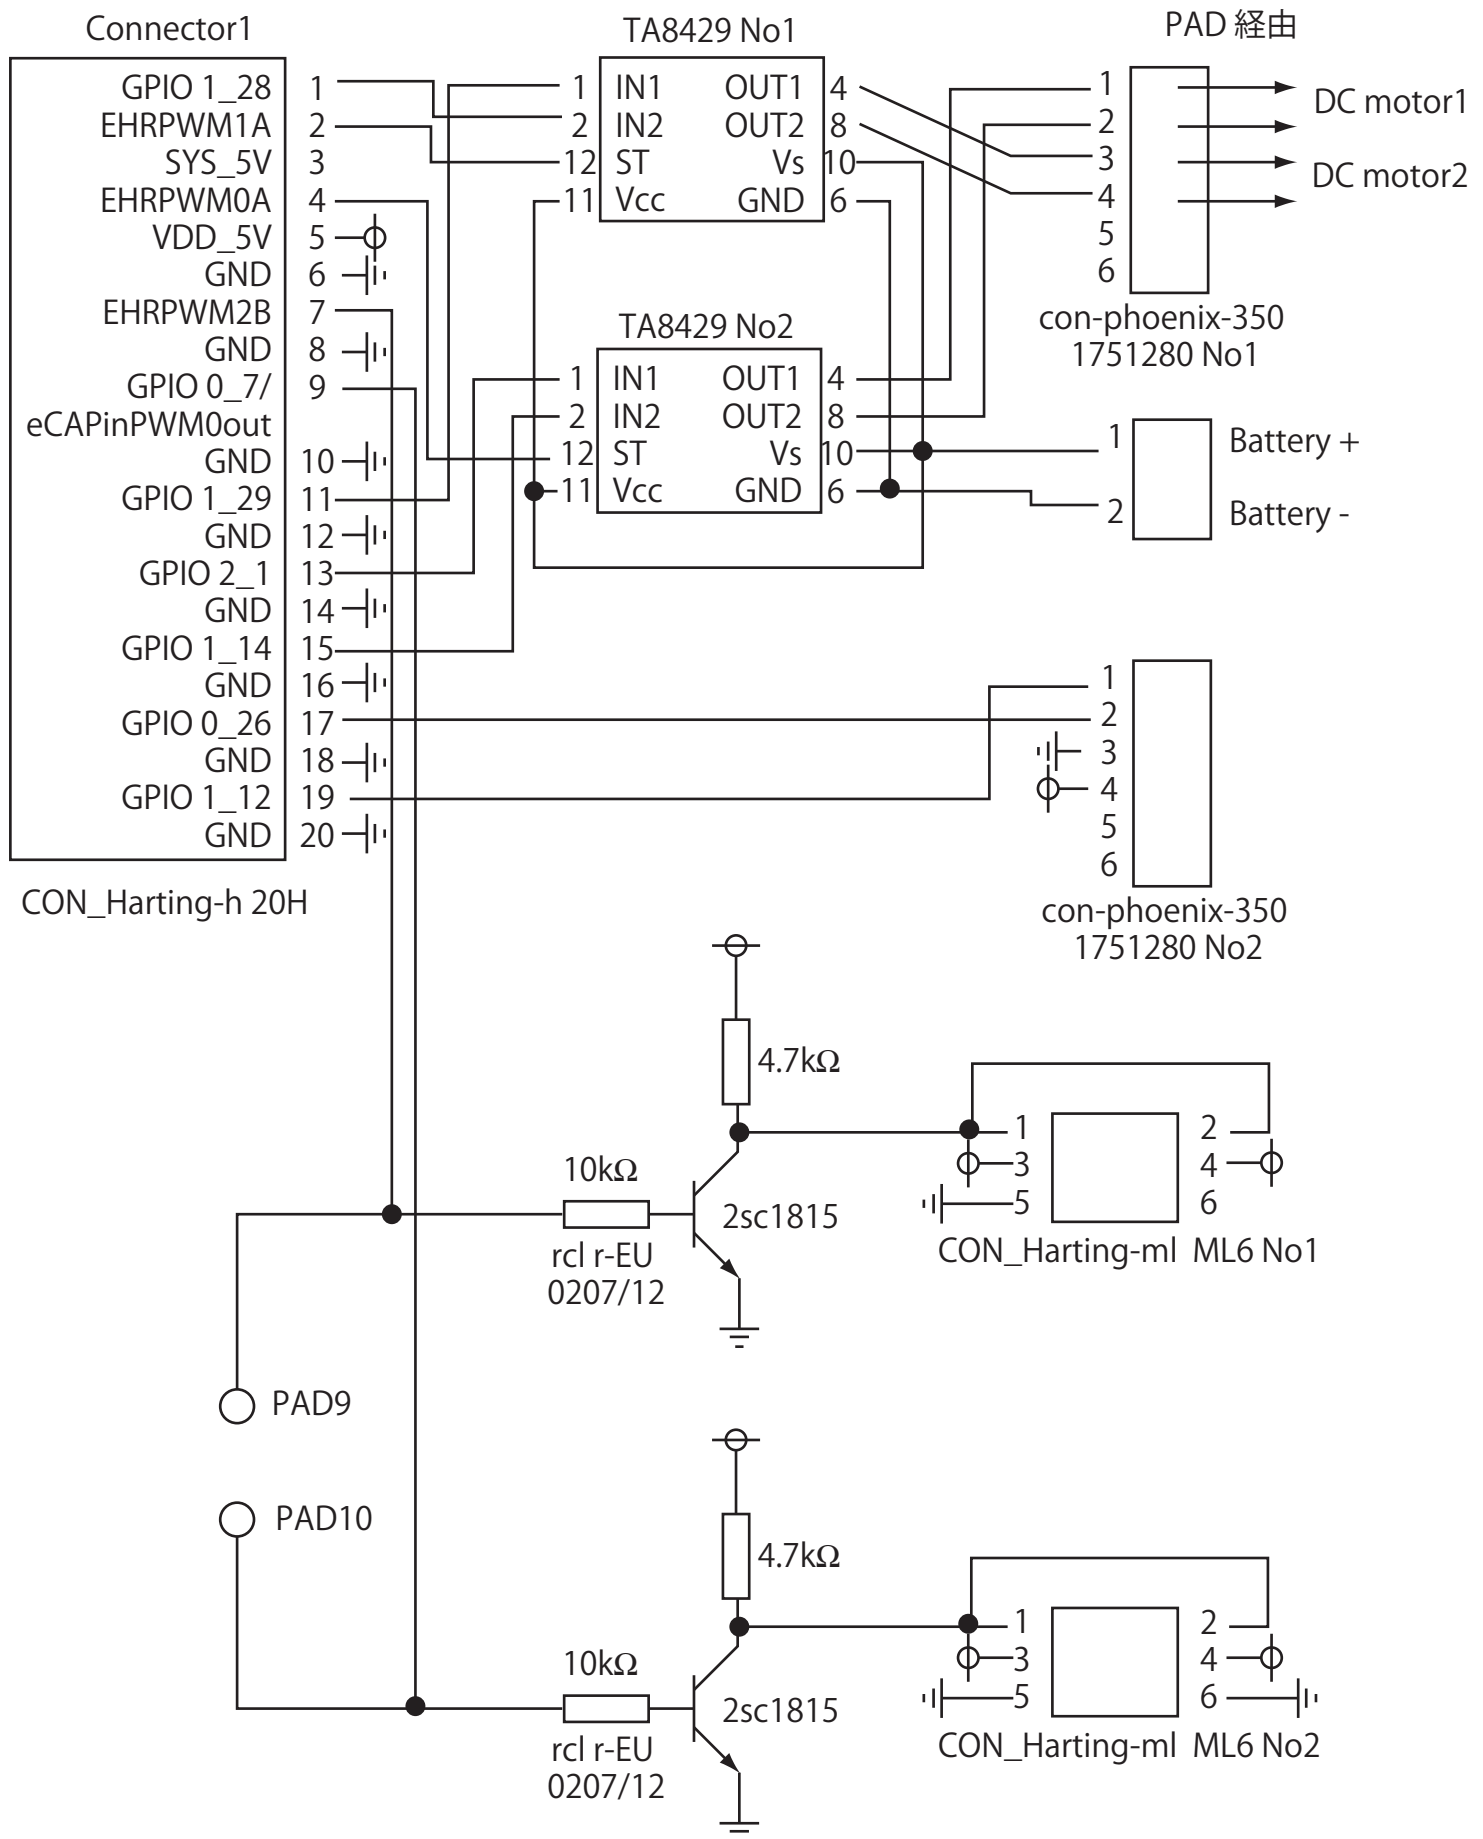 Connector1
GPIO 1_28 1
EHRPWM1A 2
SYS_5V 3
EHRPWM0A 4
VDD_5V 5
GND 6
EHRPWM2B 7
GND 8
GPIO 0_7/ 9
eCAPinPWM0out
GND 10
GPIO 1_29 11
GND 12
GPIO 2_1 13
GND 14
GPIO 1_14 15
GND 16
GPIO 0_26 17
GND 18
GPIO 1_12 19
GND 20
CON_Harting-h 20H
TA8429 No1
1 IN1 OUT1 4
2 IN2 OUT2 8
12 ST Vs 10
11 Vcc GND 6
TA8429 No2
1 IN1 OUT1 4
2 IN2 OUT2 8
12 ST Vs 10
11 Vcc GND 6
PAD 経由
1
2
3
4
5
6
DC motor1
DC motor2
con-phoenix-350
1751280 No1
1 Battery +
2 Battery -
1
2
3
4
5
6
con-phoenix-350
1751280 No2
4.7kΩ
10kΩ
rcl r-EU
0207/12
2sc1815
1 2
3 4
5 6
CON_Harting-ml ML6 No1
PAD9
PAD10
4.7kΩ
10kΩ
rcl r-EU
0207/12
2sc1815
1 2
3 4
5 6
CON_Harting-ml ML6 No2